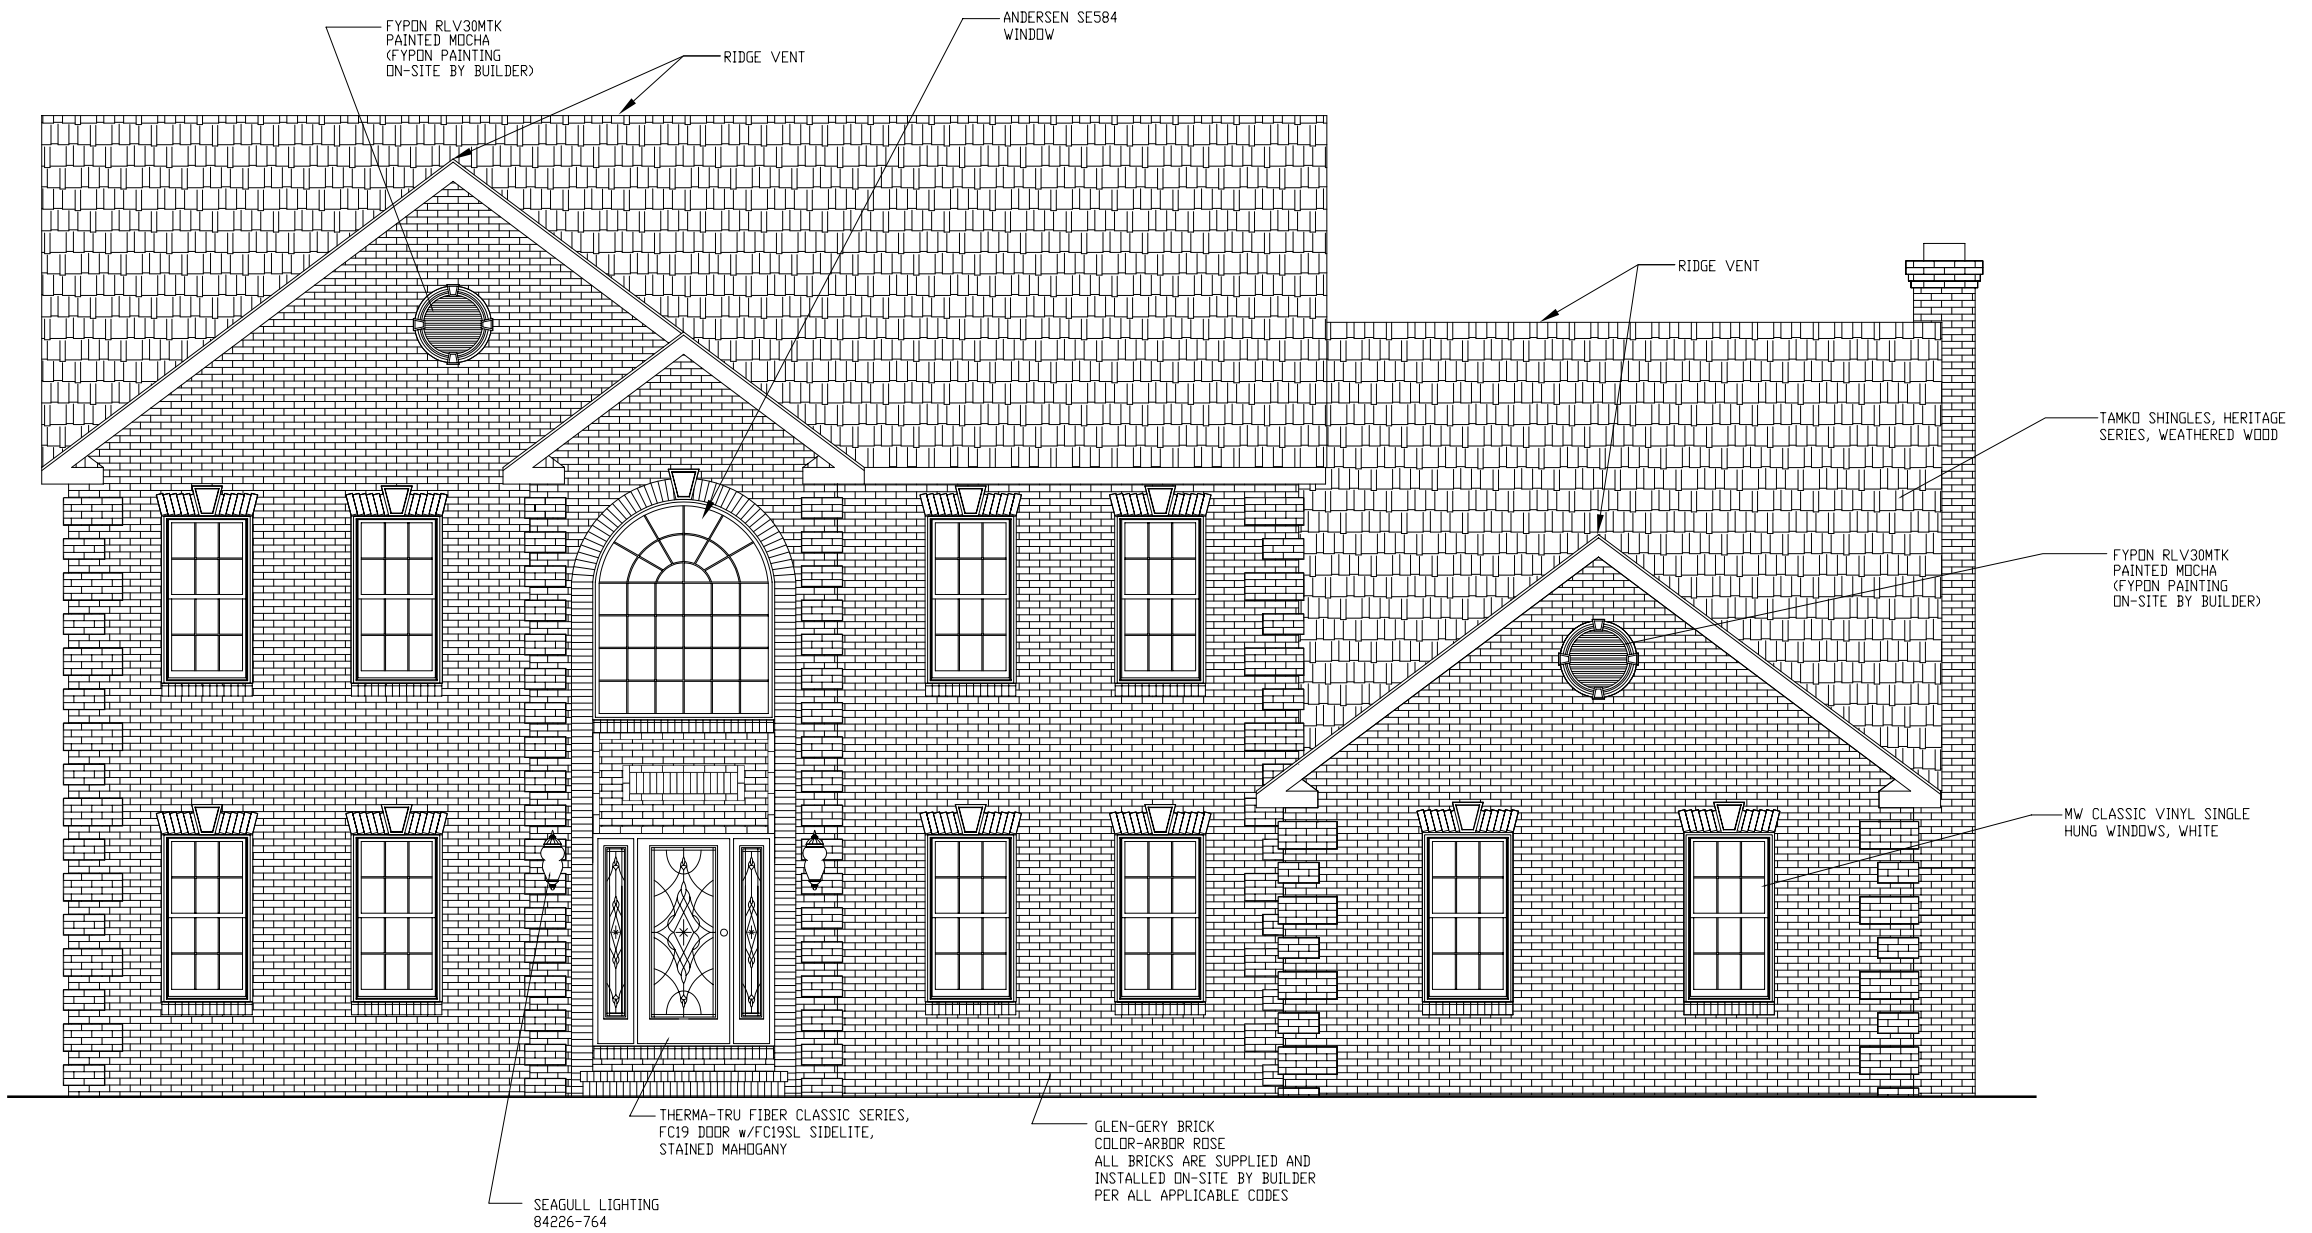 FYPON RLV30MTK
PAINTED MOCHA
(FYPON PAINTING
ON-SITE BY BUILDER)
RIDGE VENT
ANDERSEN SE584
WINDOW
RIDGE VENT
TAMKO SHINGLES, HERITAGE
SERIES, WEATHERED WOOD
FYPON RLV30MTK
PAINTED MOCHA
(FYPON PAINTING
ON-SITE BY BUILDER)
MW CLASSIC VINYL SINGLE
HUNG WINDOWS, WHITE
THERMA-TRU FIBER CLASSIC SERIES,
FC19 DOOR w/FC19SL SIDELITE,
STAINED MAHOGANY
GLEN-GERY BRICK
COLOR-ARBOR ROSE
ALL BRICKS ARE SUPPLIED AND
INSTALLED ON-SITE BY BUILDER
PER ALL APPLICABLE CODES
SEAGULL LIGHTING
84226-764